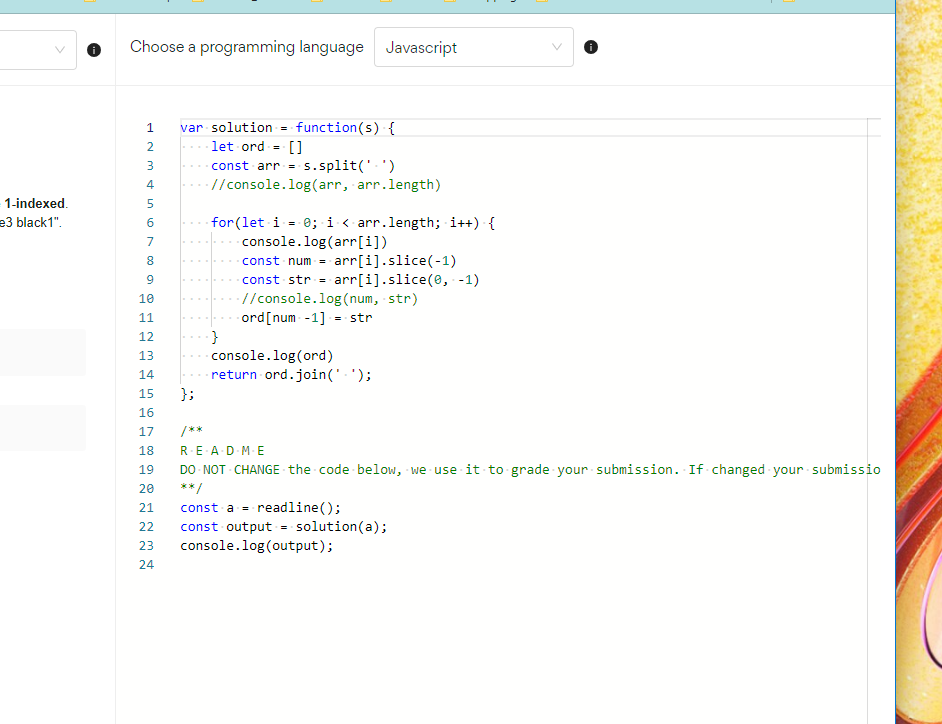 Choose a programming language Javascript
1-indexed.
e3 black1".
1 var solution = function(s) {
2 let ord = []
3 const arr = s.split(' ')
4 //console.log(arr, arr.length)
5
6 for(let i = 0; i < arr.length; i++) {
7 console.log(arr[i])
8 const num = arr[i].slice(-1)
9 const str = arr[i].slice(0, -1)
10 //console.log(num, str)
11 ord[num -1] = str
12 }
13 console.log(ord)
14 return ord.join(' ');
15 };
16
17 /**
18 R E A D M E
19 DO NOT CHANGE the code below, we use it to grade your submission. If changed your submissio
20 **/
21 const a = readline();
22 const output = solution(a);
23 console.log(output);
24